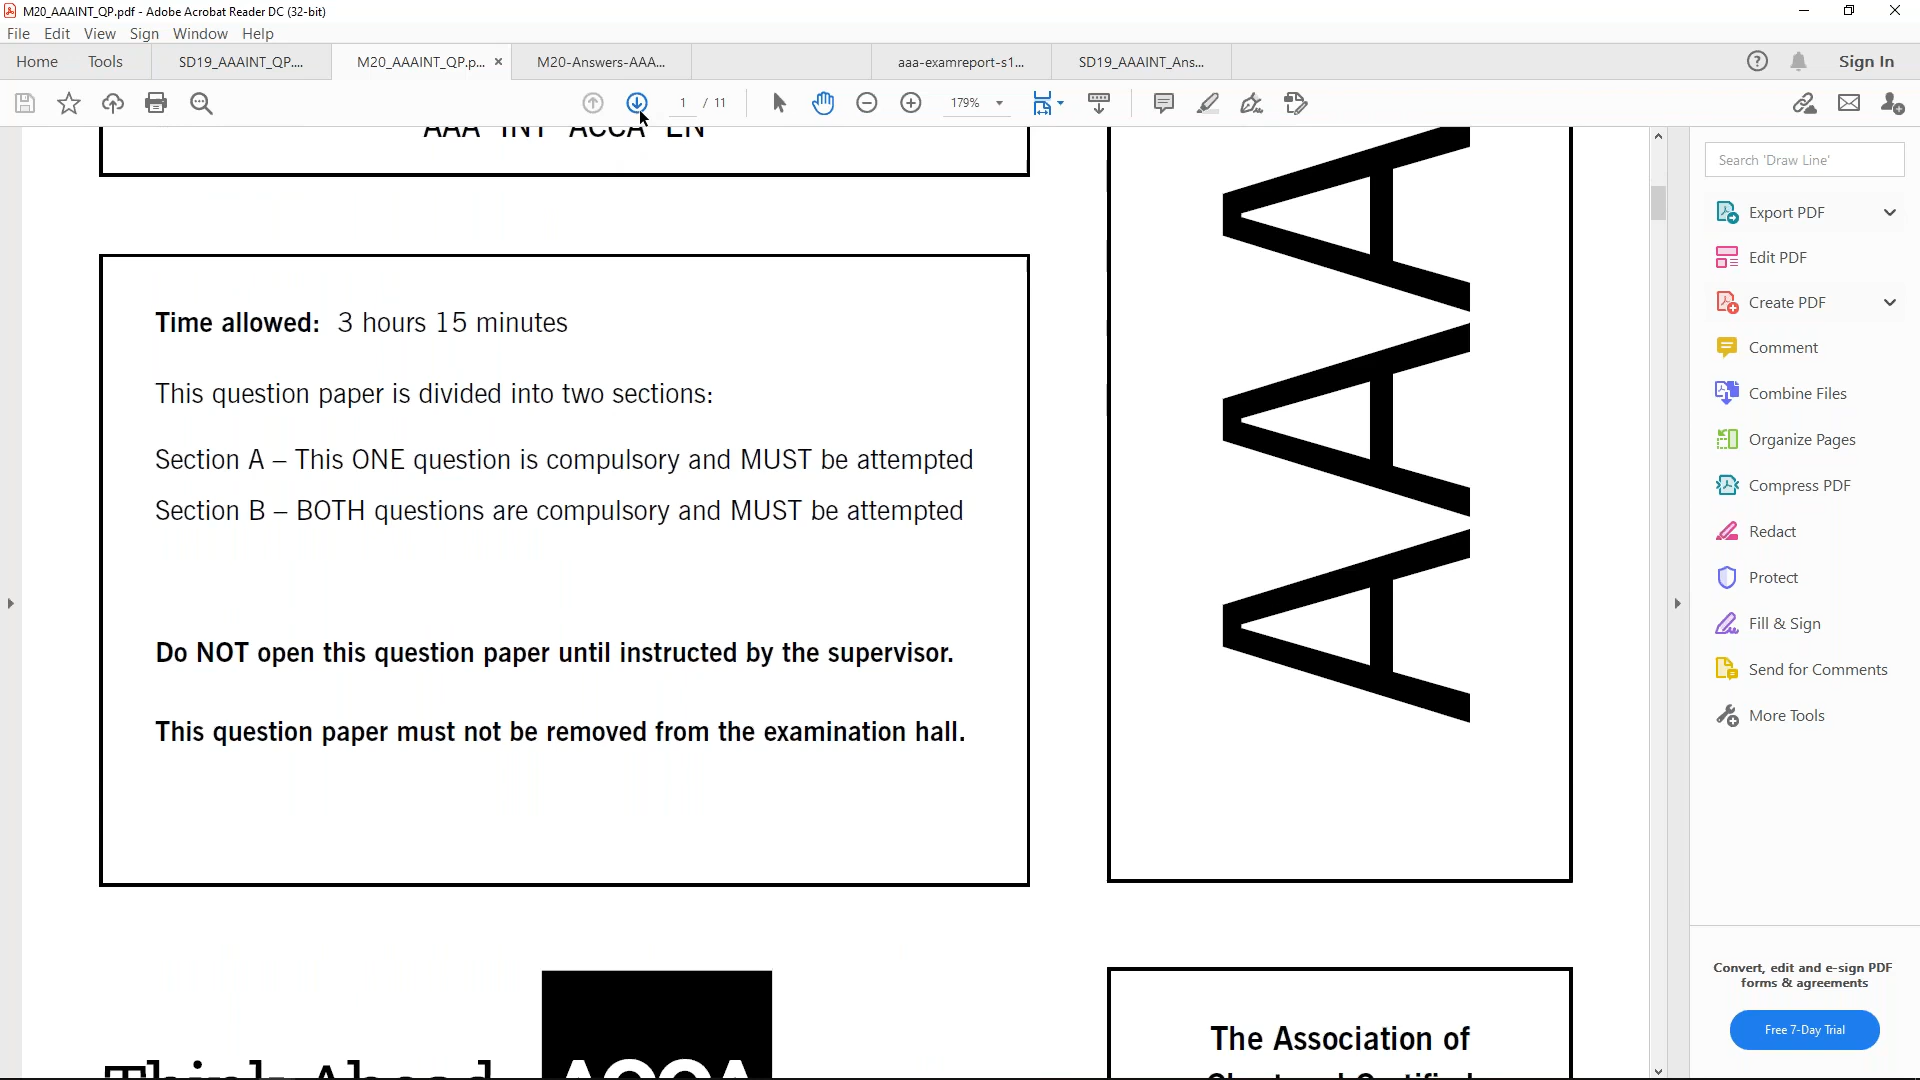 M20_AAAINT_QP.pdf - Adobe Acrobat Reader DC (32-bit)
File Edit View Sign Window Help
Home Tools SD19_AAAINT_QP.... M20_AAAINT_QP.p... M20-Answers-AAA... aaa-examreport-s1... SD19_AAAINT_Ans... Sign In
1 / 11 179%
AAA INT ACCA EN
Time allowed: 3 hours 15 minutes
This question paper is divided into two sections:
Section A – This ONE question is compulsory and MUST be attempted
Section B – BOTH questions are compulsory and MUST be attempted
Do NOT open this question paper until instructed by the supervisor.
This question paper must not be removed from the examination hall.
AAA
Think Ahead ACCA
The Association of
Chartered Certified
Search 'Draw Line'
Export PDF
Edit PDF
Create PDF
Comment
Combine Files
Organize Pages
Compress PDF
Redact
Protect
Fill & Sign
Send for Comments
More Tools
Convert, edit and e-sign PDF
forms & agreements
Free 7-Day Trial